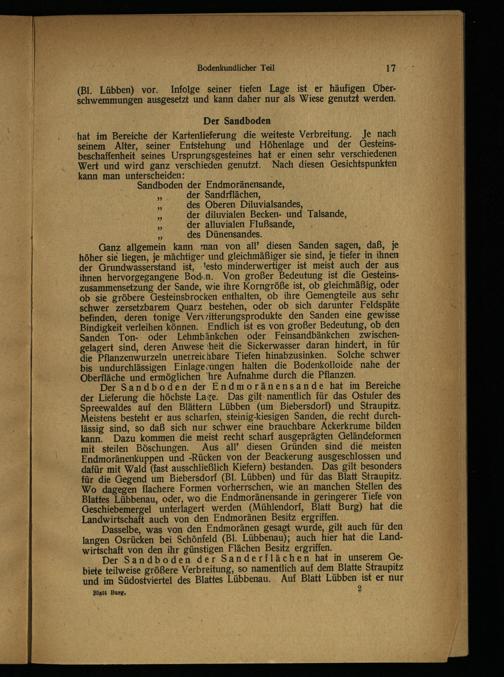 Bodenkundlicher Teil 17
(Bl. Lübben) vor. Infolge seiner tiefen Lage ist er häufigen Über-
schwemmungen ausgesetzt und kann daher nur als Wiese genutzt werden.
Der Sandboden
hat im Bereiche der Kartenlieferung die weiteste Verbreitung. Je nach
seinem Alter, seiner Entstehung und Höhenlage und der Gesteins-
beschaffenheit seines Ursprungsgesteines hat er einen sehr verschiedenen
Wert und wird ganz verschieden genutzt. Nach diesen Gesichtspunkten
kann man unterscheiden:
Sandboden der Endmoränensande,
„ der Sandrflächen,
„ des Oberen Diluvialsandes,
„ der diluvialen Becken- und Talsande,
„ der alluvialen Flußsande,
„ des Dünensandes.
Ganz allgemein kann man von all' diesen Sanden sagen, daß, je
höher sie liegen, je mächtiger und gleichmäßiger sie sind, je tiefer in ihnen
der Grundwasserstand ist, desto minderwertiger ist meist auch der aus
ihnen hervorgegangene Boden. Von großer Bedeutung ist die Gesteins-
zusammensetzung der Sande, wie ihre Korngröße ist, ob gleichmäßig, oder
ob sie gröbere Gesteinsbrocken enthalten, ob ihre Gemengteile aus sehr
schwer zersetzbarem Quarz bestehen, oder ob sich darunter Feldspäte
befinden, deren tonige Verwitterungsprodukte den Sanden eine gewisse
Bindigkeit verleihen können. Endlich ist es von großer Bedeutung, ob den
Sanden Ton- oder Lehmbänkchen oder Feinsandbänkchen zwischen-
gelagert sind, deren Anwesenheit die Sickerwasser daran hindert, in für
die Pflanzenwurzeln unerreichbare Tiefen hinabzusinken. Solche schwer
bis undurchlässigen Einlagerungen halten die Bodenkolloide nahe der
Oberfläche und ermöglichen ihre Aufnahme durch die Pflanzen.
Der Sandboden der Endmoränensande hat im Bereiche
der Lieferung die höchste Lage. Das gilt namentlich für das Ostufer des
Spreewaldes auf den Blättern Lübben (um Biebersdorf) und Straupitz.
Meistens besteht er aus scharfen, steinig-kiesigen Sanden, die recht durch-
lässig sind, so daß sich nur schwer eine brauchbare Ackerkrume bilden
kann. Dazu kommen die meist recht scharf ausgeprägten Geländeformen
mit steilen Böschungen. Aus all' diesen Gründen sind die meisten
Endmoränenkuppen und -Rücken von der Beackerung ausgeschlossen und
dafür mit Wald (fast ausschließlich Kiefern) bestanden. Das gilt besonders
für die Gegend um Biebersdorf (Bl. Lübben) und für das Blatt Straupitz.
Wo dagegen flachere Formen vorherrschen, wie an manchen Stellen des
Blattes Lübbenau, oder, wo die Endmoränensande in geringerer Tiefe von
Geschiebemergel unterlagert werden (Mühlendorf, Blatt Burg) hat die
Landwirtschaft auch von den Endmoränen Besitz ergriffen.
Dasselbe, was von den Endmoränen gesagt wurde, gilt auch für den
langen Osrücken bei Schönfeld (Bl. Lübbenau); auch hier hat die Land-
wirtschaft von den ihr günstigen Flächen Besitz ergriffen.
Der Sandboden der Sanderflächen hat in unserem Ge-
biete teilweise größere Verbreitung, so namentlich auf dem Blatte Straupitz
und im Südostviertel des Blattes Lübbenau. Auf Blatt Lübben ist er nur
Blatt Burg. 2